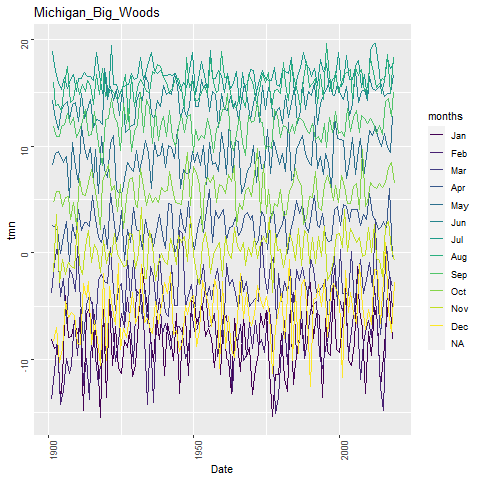 Michigan_Big_Woods
20
10
0
-10
tmn
1900
1950
2000
Date
months
Jan
Feb
Mar
Apr
May
Jun
Jul
Aug
Sep
Oct
Nov
Dec
NA